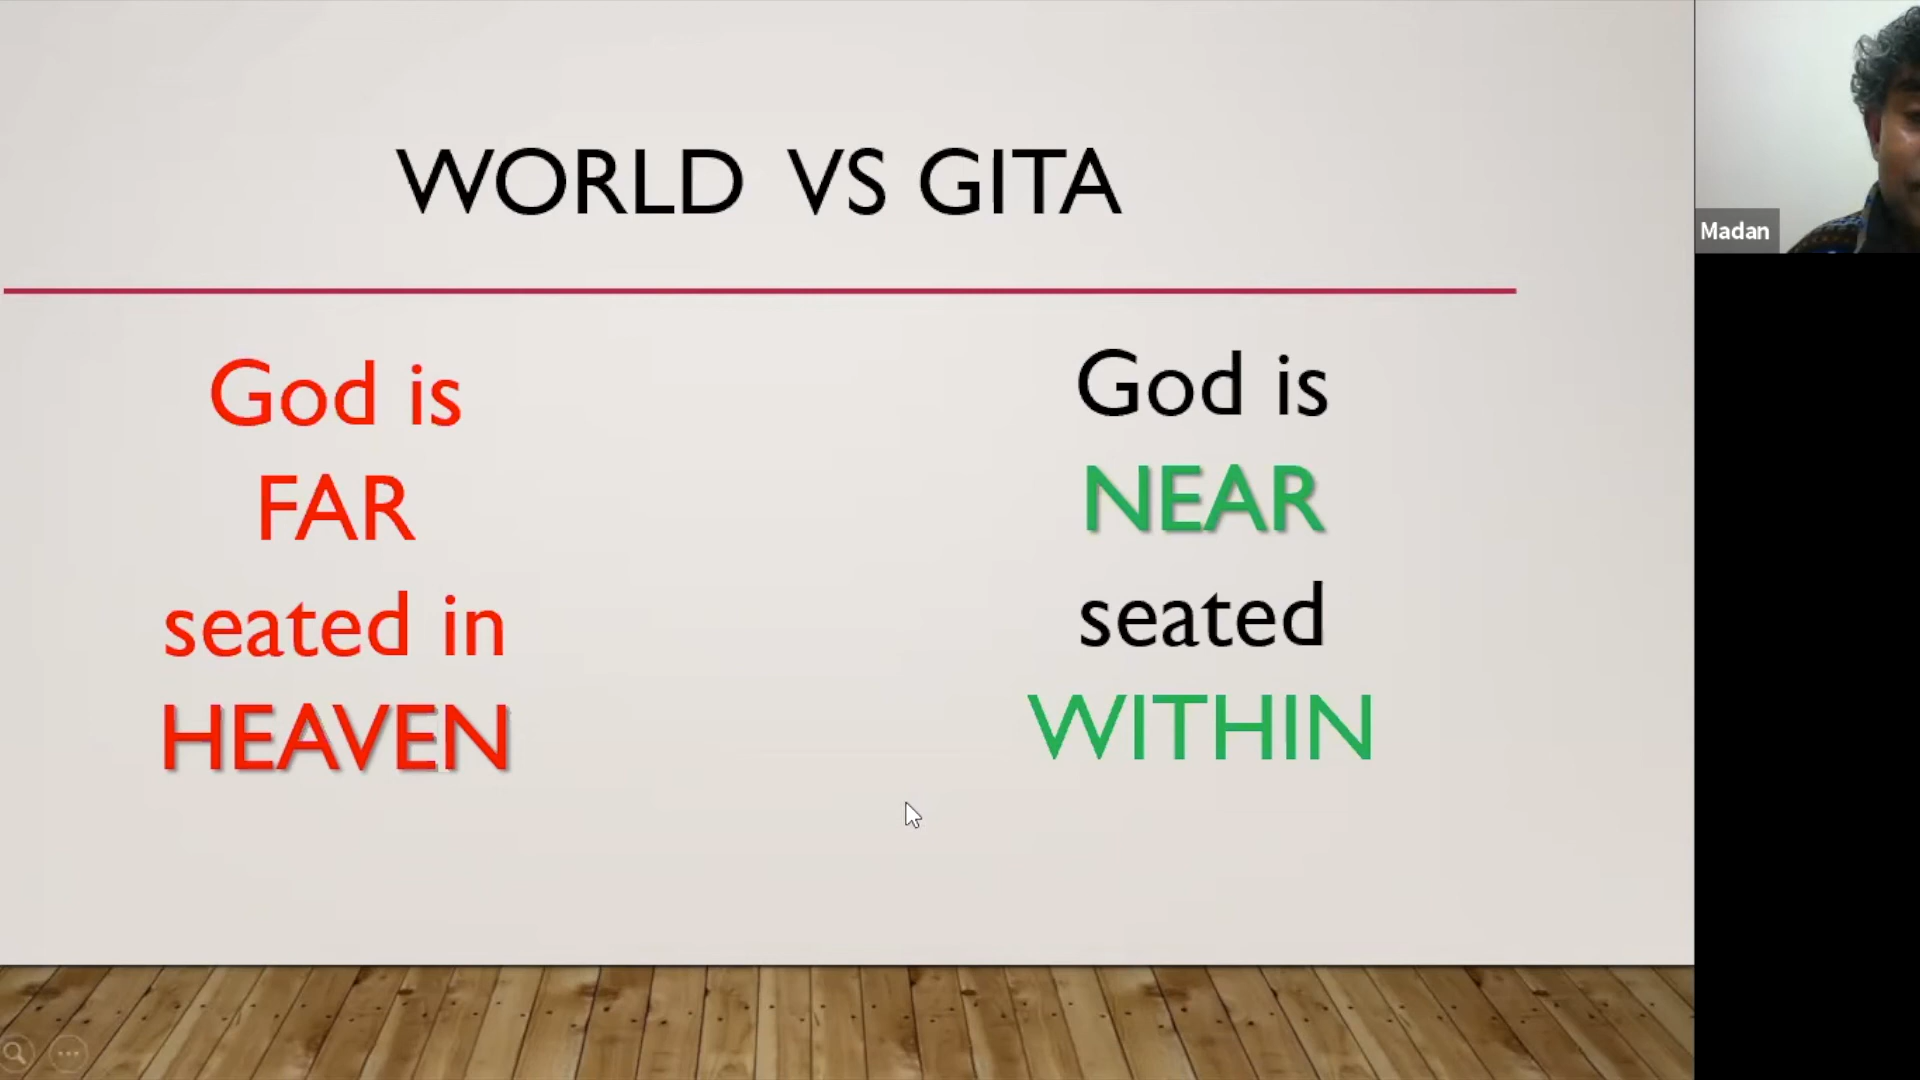 WORLD VS GITA
God is
FAR
seated in
HEAVEN
God is
NEAR
seated
WITHIN
Madan